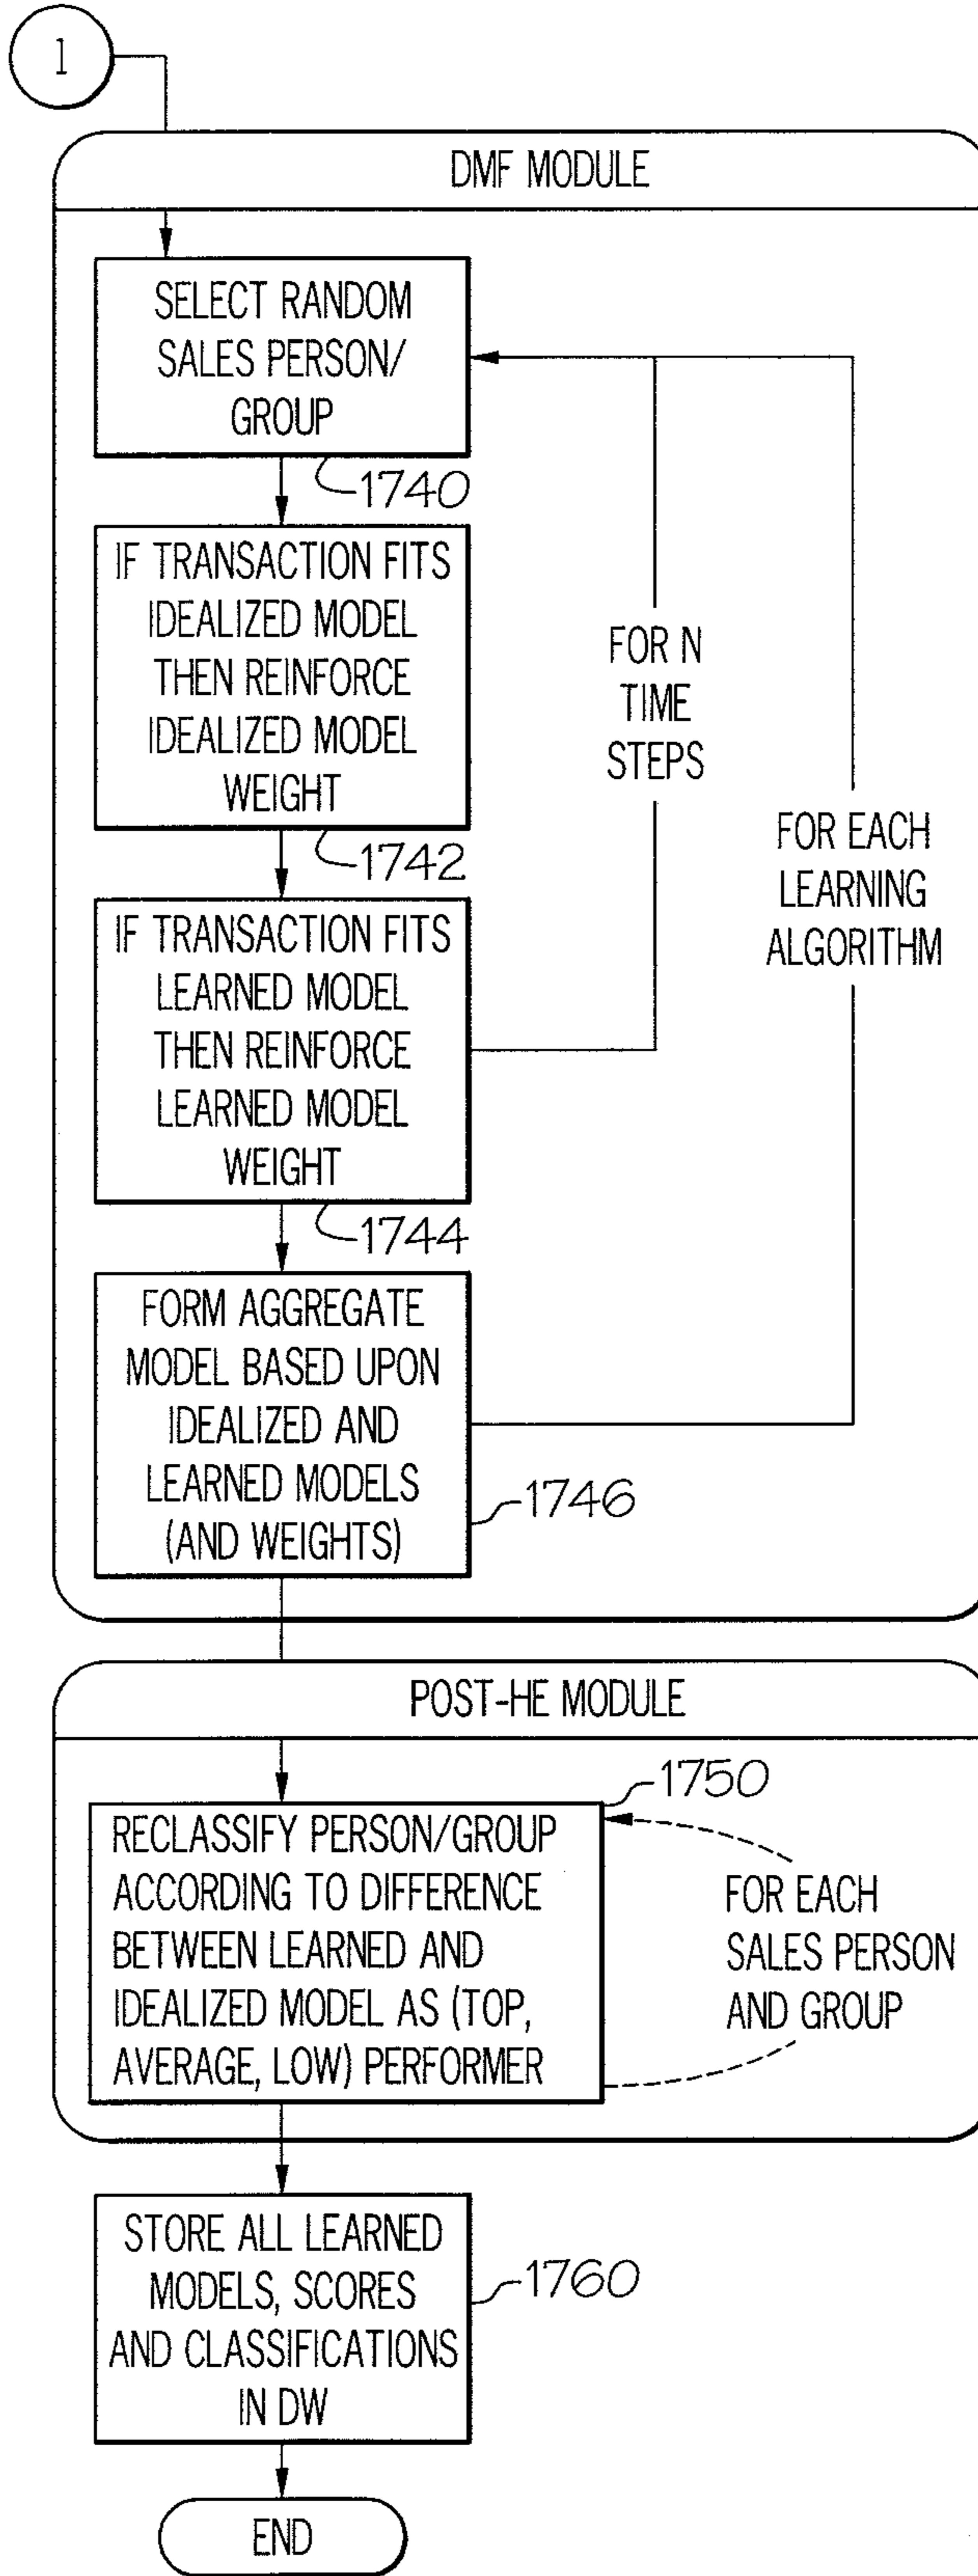 1
DMF MODULE
SELECT RANDOM
SALES PERSON/
GROUP
1740
IF TRANSACTION FITS
IDEALIZED MODEL
THEN REINFORCE
IDEALIZED MODEL
WEIGHT
1742
FOR N
TIME
STEPS
FOR EACH
LEARNING
ALGORITHM
IF TRANSACTION FITS
LEARNED MODEL
THEN REINFORCE
LEARNED MODEL
WEIGHT
1744
FORM AGGREGATE
MODEL BASED UPON
IDEALIZED AND
LEARNED MODELS
(AND WEIGHTS)
1746
POST-HE MODULE
1750
RECLASSIFY PERSON/GROUP
ACCORDING TO DIFFERENCE
BETWEEN LEARNED AND
IDEALIZED MODEL AS (TOP,
AVERAGE, LOW) PERFORMER
FOR EACH
SALES PERSON
AND GROUP
STORE ALL LEARNED
MODELS, SCORES
AND CLASSIFICATIONS
IN DW
1760
END